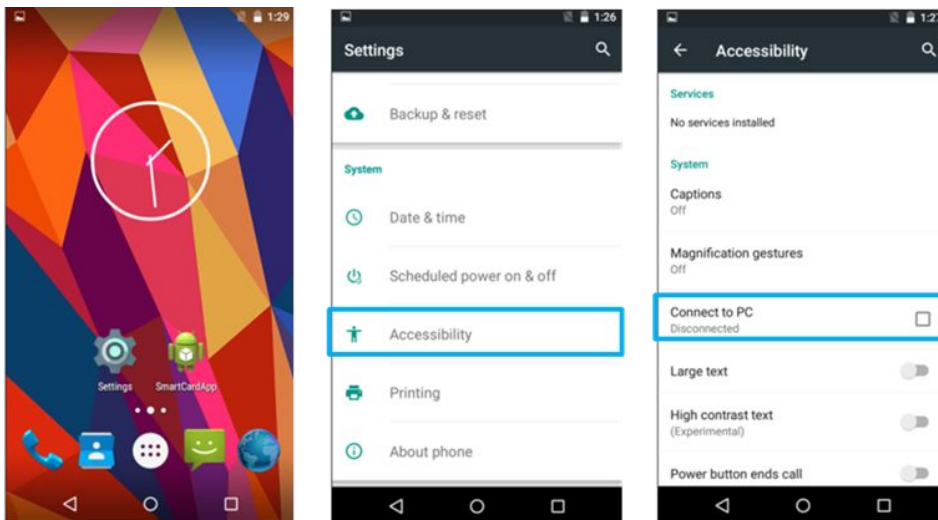 1:29
Settings
SmartCardApp
1:26
Settings
Backup & reset
System
Date & time
Scheduled power on & off
Accessibility
Printing
About phone
1:27
Accessibility
Services
No services installed
System
Captions
Off
Magnification gestures
Off
Connect to PC
Disconnected
Large text
High contrast text
(Experimental)
Power button ends call